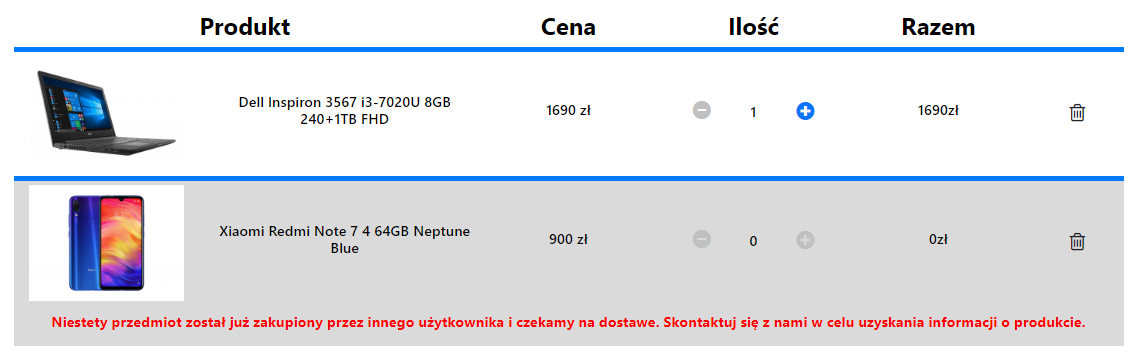 Produkt Cena Ilość Razem
Dell Inspiron 3567 i3-7020U 8GB
240+1TB FHD
1690 zł 1 1690zł
Xiaomi Redmi Note 7 4 64GB Neptune
Blue
900 zł 0 0zł
Niestety przedmiot został już zakupiony przez innego użytkownika i czekamy na dostawe. Skontaktuj się z nami w celu uzyskania informacji o produkcie.